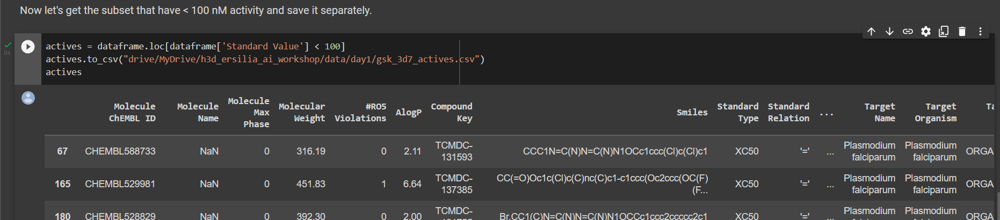 Now let's get the subset that have < 100 nM activity and save it separately.
0s
actives = dataframe.loc[dataframe['Standard Value'] < 100]
actives.to_csv("drive/MyDrive/h3d_ersilia_ai_workshop/data/day1/gsk_3d7_actives.csv")
actives
Molecule ChEMBL ID Molecule Name Molecule Max Phase Molecular Weight #RO5 Violations AlogP Compound Key Smiles Standard Type Standard Relation ... Target Name Target Organism Ta
67 CHEMBL588733 NaN 0 316.19 0 2.11 TCMDC-131593 CCC1N=C(N)N=C(N)N1OCc1ccc(Cl)c(Cl)c1 XC50 '=' ... Plasmodium falciparum Plasmodium falciparum ORGA
165 CHEMBL529981 NaN 0 451.83 1 6.64 TCMDC-137385 CC(=O)Oc1c(Cl)c(C)nc(C)c1-c1ccc(Oc2ccc(OC(F)(F... XC50 '=' ... Plasmodium falciparum Plasmodium falciparum ORGA
180 CHEMBL528829 NaN 0 392.30 0 2.00 TCMDC- Br.CC1(C)N=C(N)N=C(N)N1OCCc1ccc2ccccc2c1 XC50 '=' ... Plasmodium Plasmodium ORGA